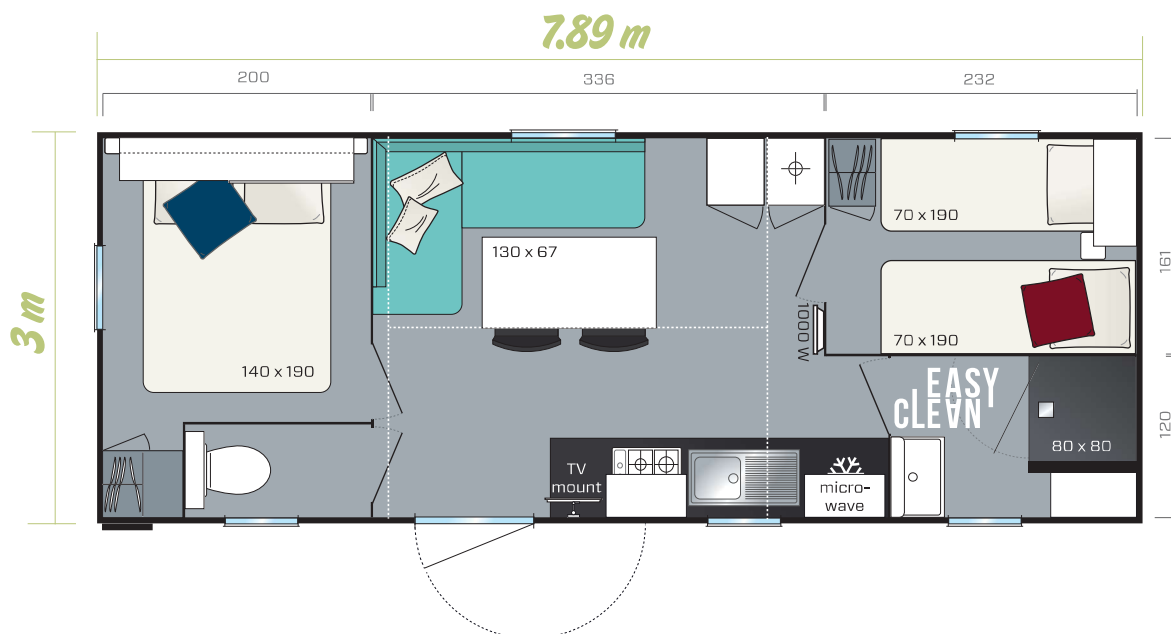 7.89 m
200
336
232
3 m
130 x 67
70 x 190
161
1000 W
70 x 190
140 x 190
EASY
CLEAN
120
80 x 80
TV
mount
micro-
wave